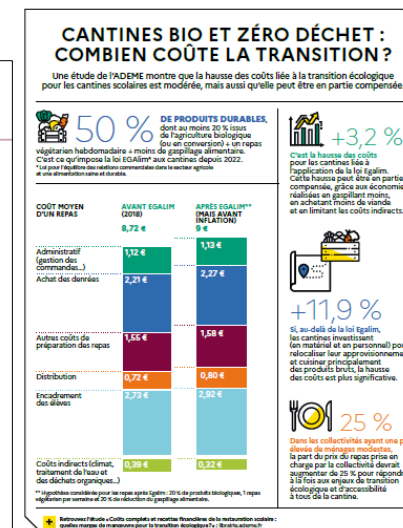 CANTINES BIO ET ZÉRO DÉCHET :
COMBIEN COÛTE LA TRANSITION ?
Une étude de l'ADEME montre que la hausse des coûts liée à la transition écologique
pour les cantines scolaires est modérée, mais aussi qu'elle peut être en partie compensée.
50 % DE PRODUITS DURABLES,
dont au moins 20 % issus
de l'agriculture biologique
(ou en conversion) + un repas
végétarien hebdomadaire + moins de gaspillage alimentaire.
C'est ce qu'impose la loi EGAlim* aux cantines depuis 2022.
* Loi pour l'équilibre des relations commerciales dans le secteur agricole
et une alimentation saine et durable.
COÛT MOYEN
D'UN REPAS
AVANT EGALIM
(2018)
8,72 €
APRÈS EGALIM**
(MAIS AVANT
INFLATION)
9 €
Administratif
(gestion des
commandes...)
1,12 €
1,13 €
Achat des denrées
2,21 €
2,27 €
Autres coûts de
préparation des repas
1,55 €
1,58 €
Distribution
0,72 €
0,80 €
Encadrement
des élèves
2,73 €
2,92 €
Coûts indirects (climat,
traitement de l'eau et
des déchets organiques...)
0,39 €
0,32 €
** Hypothèse considérée pour les repas après Egalim : 20 % de produits biologiques, 1 repas
végétarien par semaine et 20 % de réduction du gaspillage alimentaire.
+3,2 %
C'est la hausse des coûts
pour les cantines liée à
l'application de la loi Egalim.
Cette hausse peut être en partie
compensée, grâce aux économie
réalisées en gaspillant moins,
en achetant moins de viande
et en limitant les coûts indirects.
+11,9 %
Si, au-delà de la loi Egalim,
les cantines investissent
(en matériel et en personnel) pou
relocaliser leur approvisionneme
et cuisiner principalement
des produits bruts, la hausse
des coûts est plus significative.
25 %
Dans les collectivités ayant une p
élevée de ménages modestes,
la part du prix du repas prise en
charge par la collectivité devrait
augmenter de 25 % pour répondr
à la fois aux enjeux de transition
écologique et d'accessibilité
à tous de la cantine.
Retrouvez l'étude « Coûts complets et recettes financières de la restauration scolaire :
quelles marges de manœuvre pour la transition écologique ? » : librairie.ademe.fr